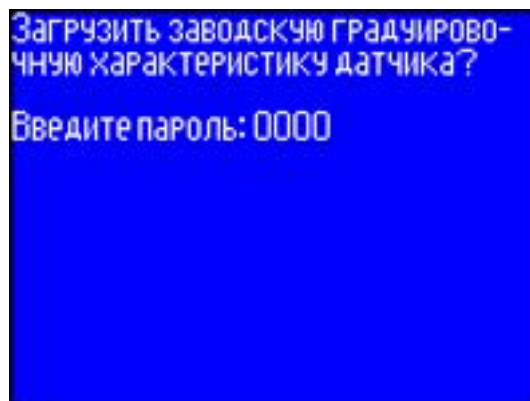 Загрузить заводскую градуирово-
чную характеристику датчика?
Введите пароль: 0000